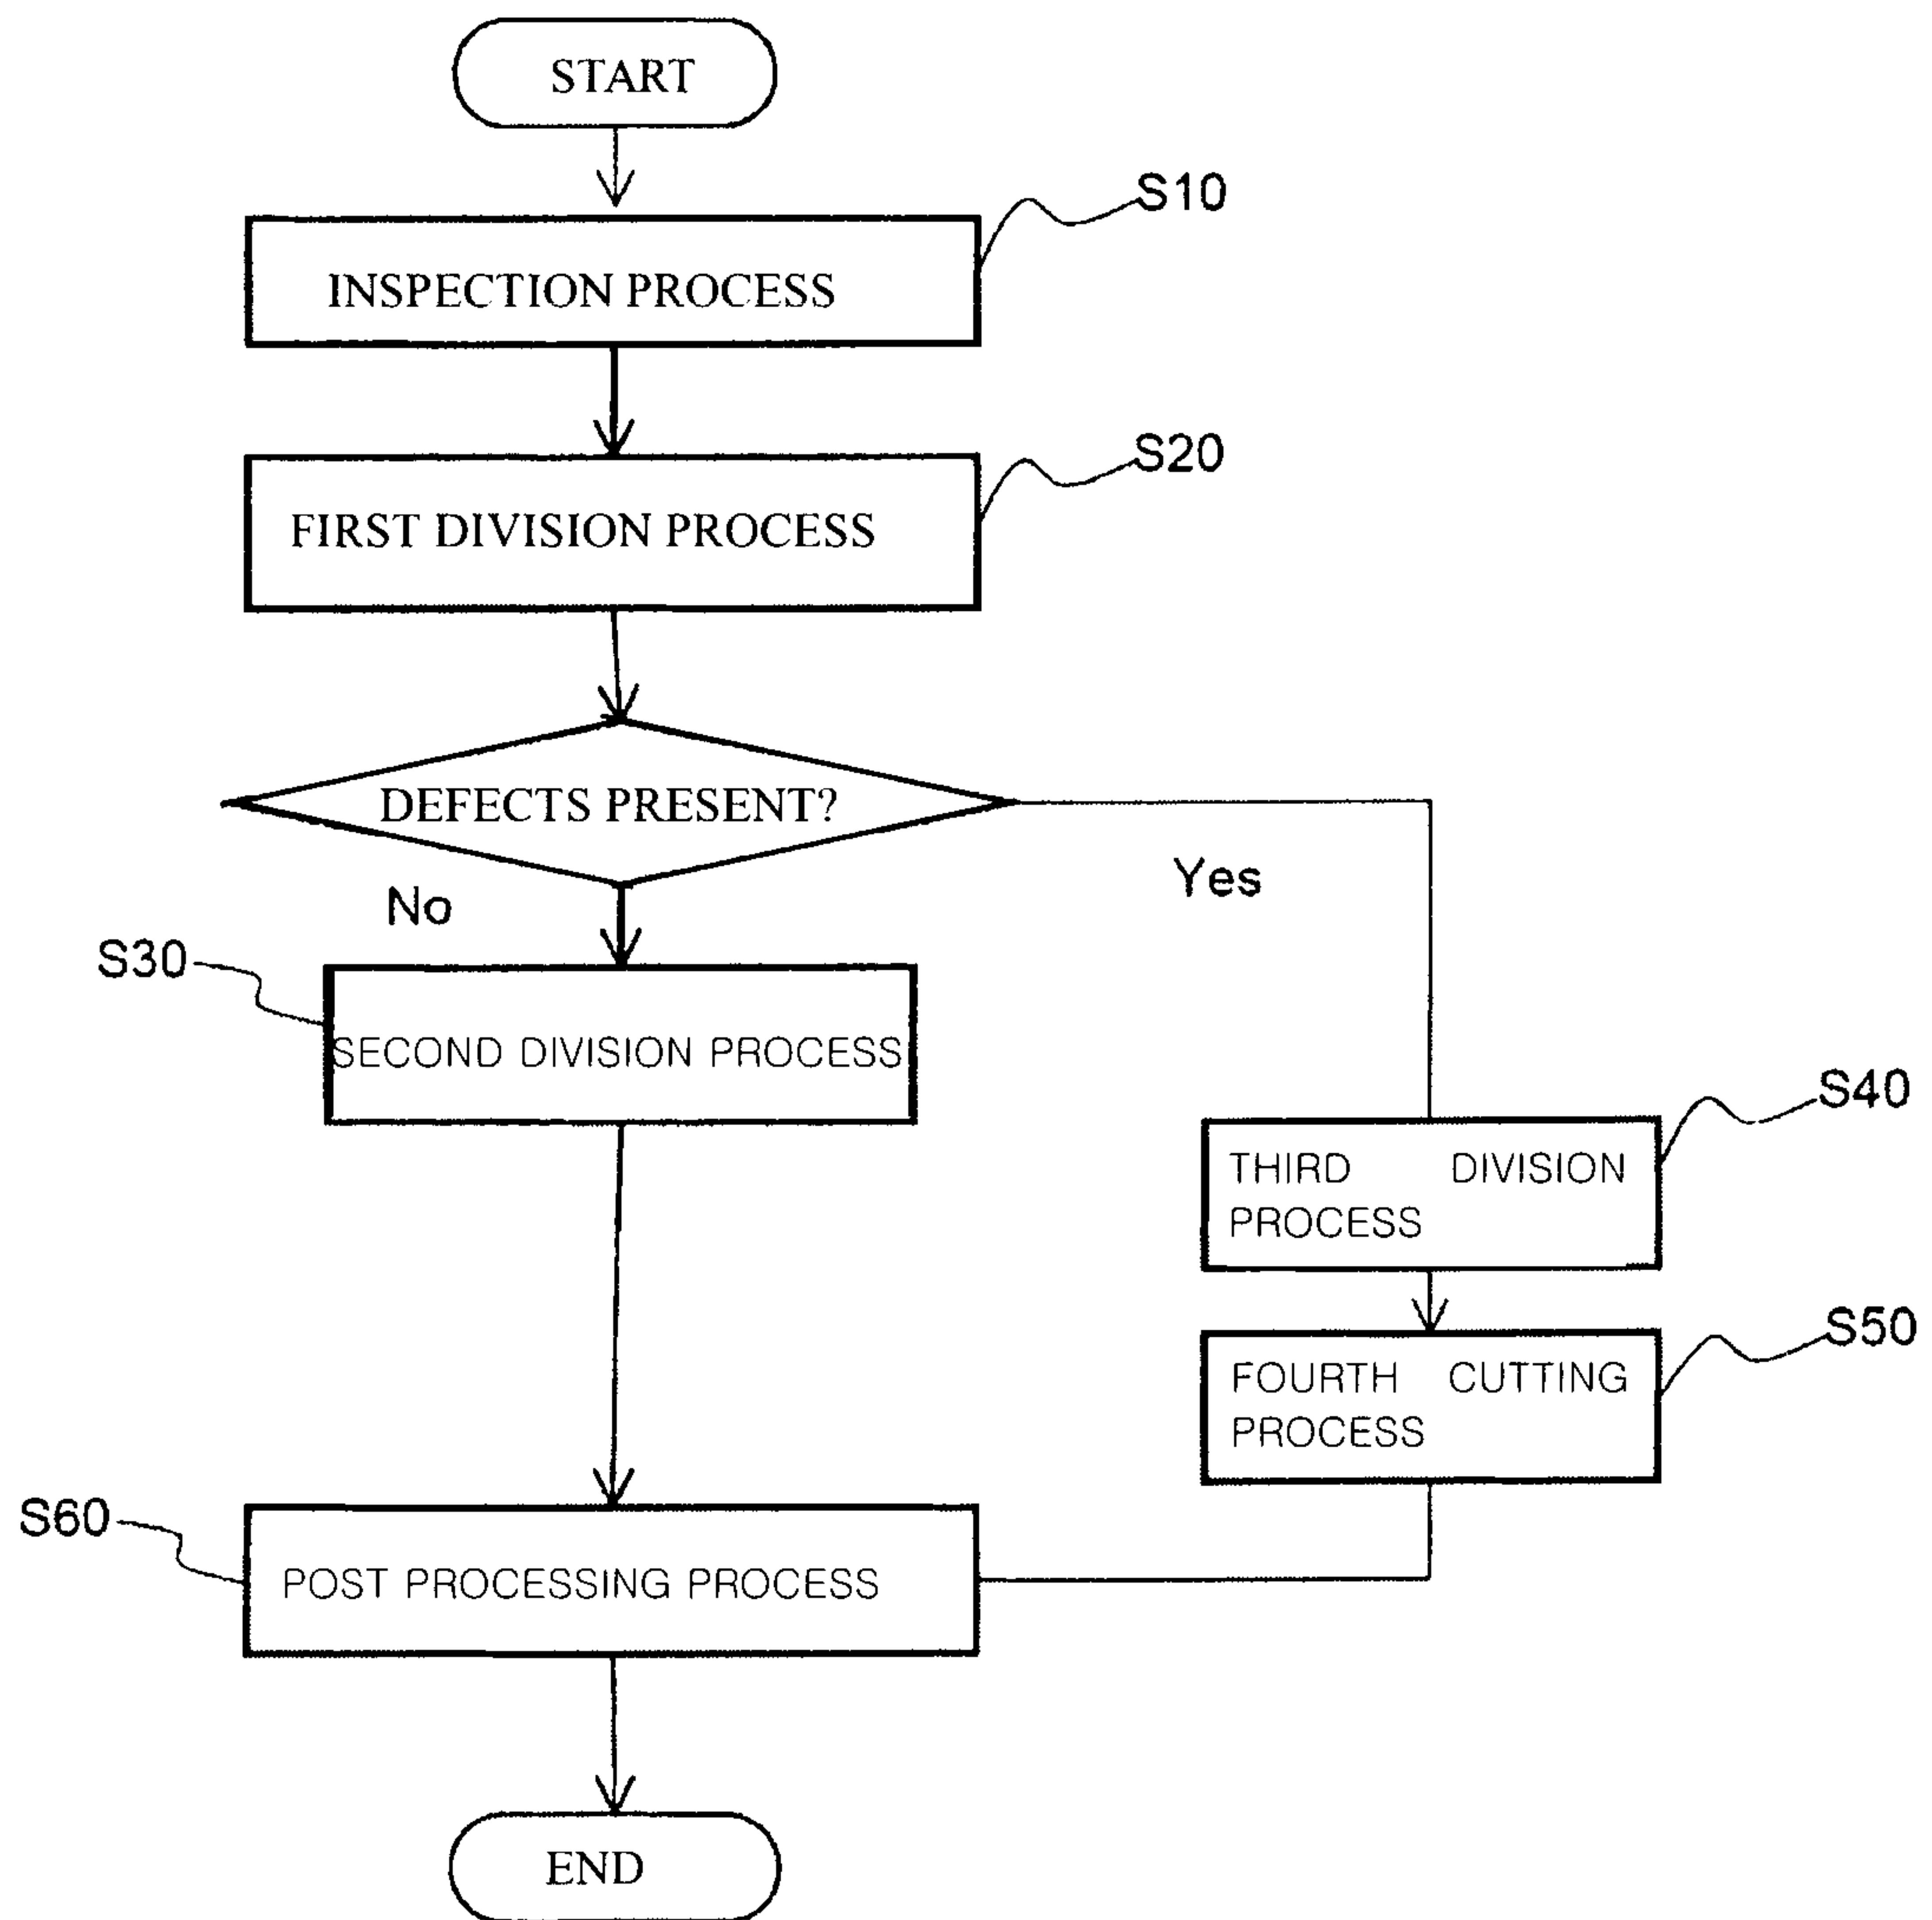 START
S10
INSPECTION PROCESS
S20
FIRST DIVISION PROCESS
DEFECTS PRESENT?
No
Yes
S30
SECOND DIVISION PROCESS
S40
THIRD DIVISION
PROCESS
S50
FOURTH CUTTING
PROCESS
S60
POST PROCESSING PROCESS
END